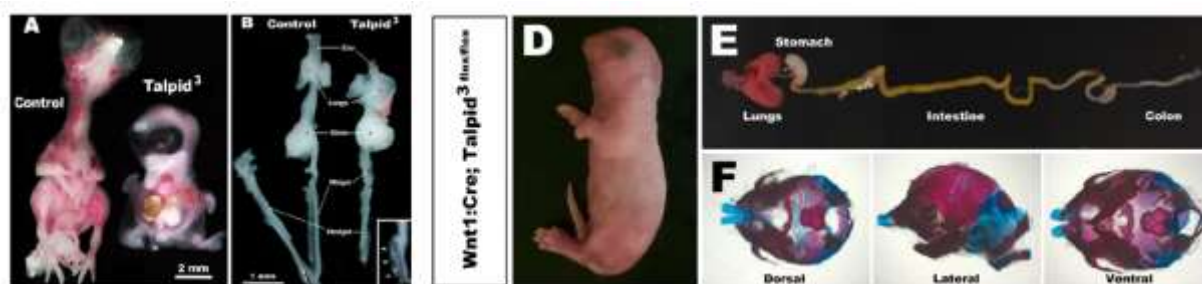 A
Control
Talpid3
2 mm
B
Control Talpid3
Lungs
Midgut
Hindgut
1 mm
Wnt1:Cre; Talpid3 flox/flox
D
E
Stomach
Lungs Intestine Colon
F
Dorsal Lateral Ventral